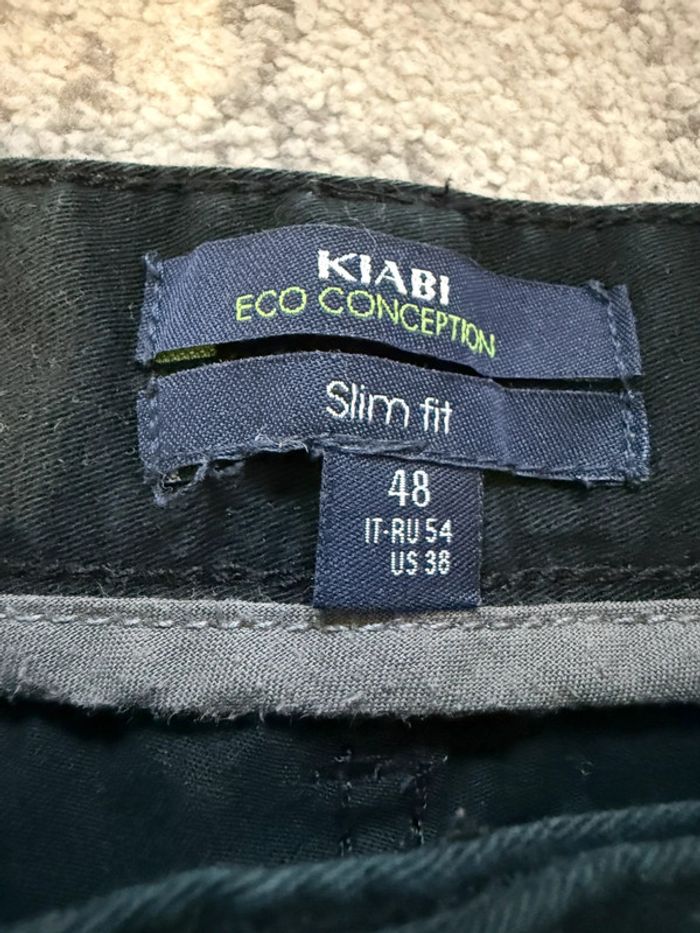 KIABI
ECO CONCEPTION
Slim fit
48
IT-RU 54
US 38